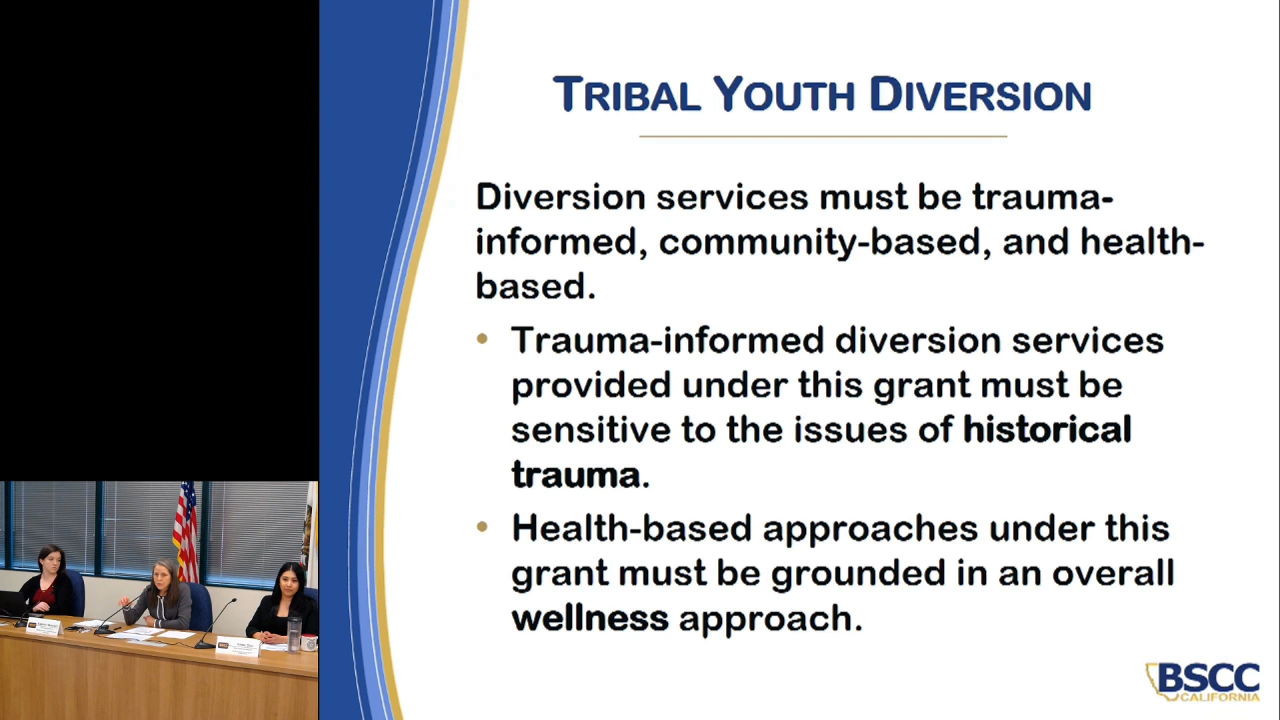 TRIBAL YOUTH DIVERSION
Diversion services must be trauma-
informed, community-based, and health-
based.
• Trauma-informed diversion services
provided under this grant must be
sensitive to the issues of historical
trauma.
• Health-based approaches under this
grant must be grounded in an overall
wellness approach.
BSCC
CALIFORNIA